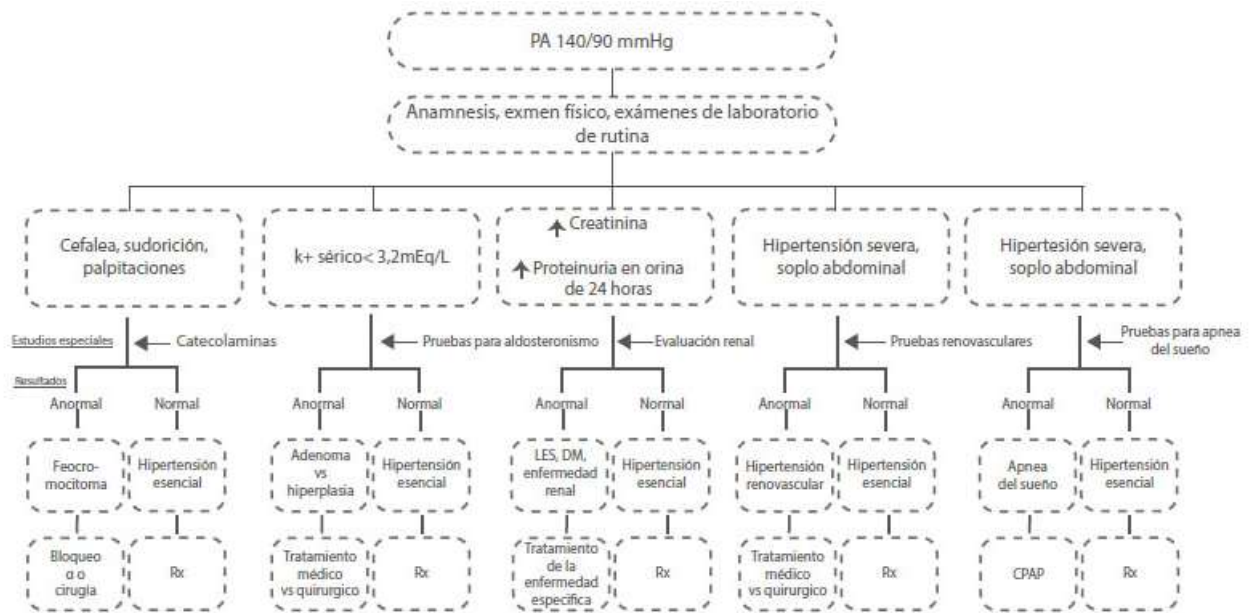 PA 140/90 mmHg
Anamnesis, exmen físico, exámenes de laboratorio
de rutina
Cefalea, sudorición,
palpitaciones
k+ sérico< 3,2mEq/L
↑ Creatinina
↑ Proteinuria en orina
de 24 horas
Hipertensión severa,
soplo abdominal
Hipertesión severa,
soplo abdominal
Estudios especiales
Catecolaminas
Pruebas para aldosteronismo
Evaluación renal
Pruebas renovasculares
Pruebas para apnea
del sueño
Resultados
Anormal
Normal
Anormal
Normal
Anormal
Normal
Anormal
Normal
Anormal
Normal
Feocro-
mocitoma
Hipertensión
esencial
Adenoma
vs
hiperplasia
Hipertensión
esencial
LES, DM,
enfermedad
renal
Hipertensión
esencial
Hipertensión
renovascular
Hipertensión
esencial
Apnea
del sueño
Hipertensión
esencial
Bloqueo
α o
cirugía
Rx
Tratamiento
médico
vs quirurgico
Rx
Tratamiento
de la
enfermedad
especifica
Rx
Tratamiento
médico
vs quirurgico
Rx
CPAP
Rx